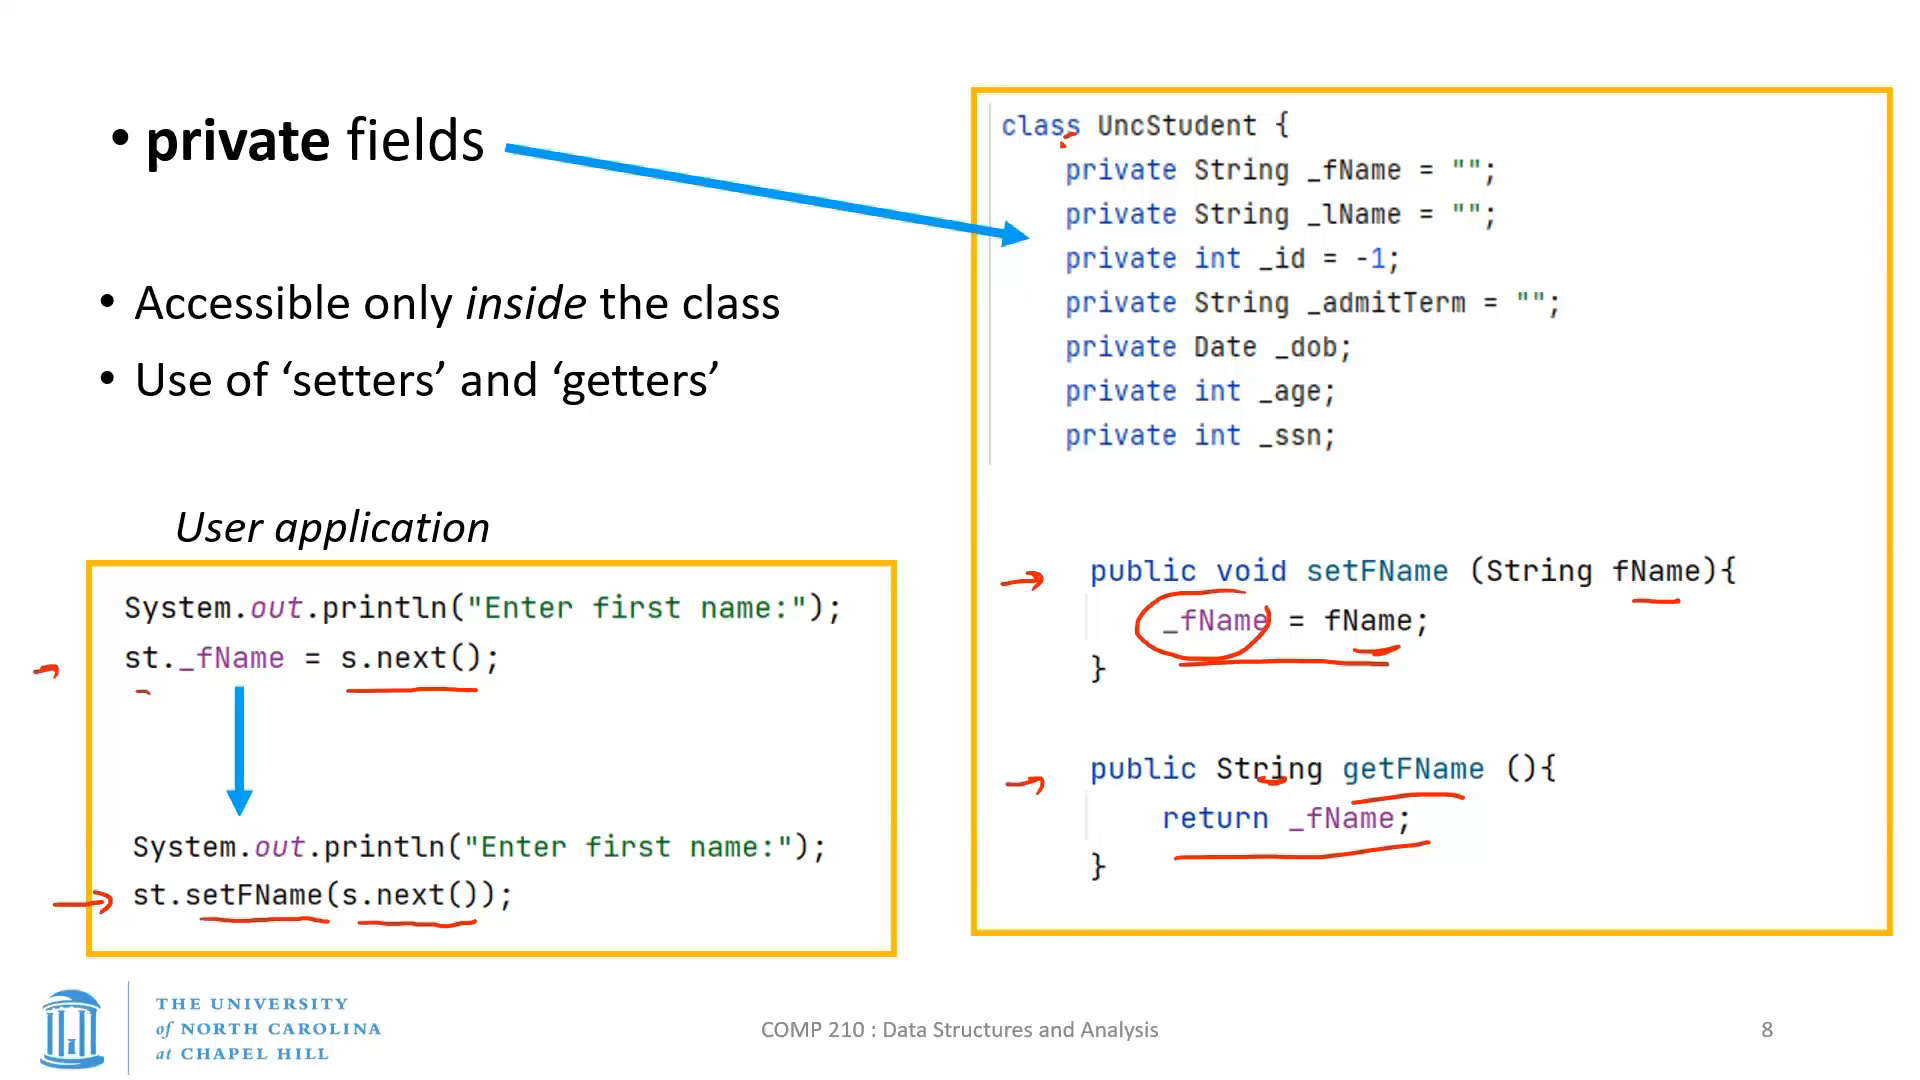 • private fields
• Accessible only inside the class
• Use of ‘setters’ and ‘getters’
User application
System.out.println("Enter first name:");
st._fName = s.next();
System.out.println("Enter first name:");
st.setFName(s.next());
class UncStudent {
private String _fName = "";
private String _lName = "";
private int _id = -1;
private String _admitTerm = "";
private Date _dob;
private int _age;
private int _ssn;
public void setFName (String fName){
_fName = fName;
}
public String getFName (){
return _fName;
}
THE UNIVERSITY
of NORTH CAROLINA
at CHAPEL HILL
COMP 210 : Data Structures and Analysis
8